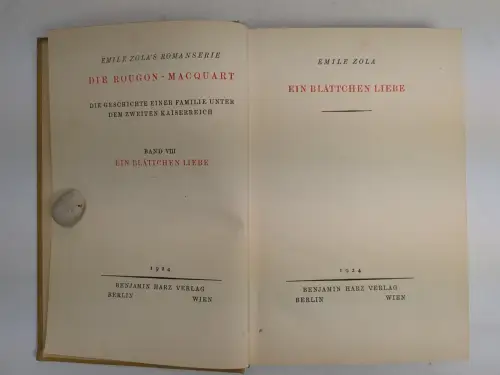 EMILE ZOLA'S ROMANSERIE
DIE ROUGON-MACQUART
DIE GESCHICHTE EINER FAMILIE UNTER
DEM ZWEITEN KAISERREICH
BAND VIII
EIN BLÄTTCHEN LIEBE
1924
BENJAMIN HARZ VERLAG
BERLIN WIEN
EMILE ZOLA
EIN BLÄTTCHEN LIEBE
1924
BENJAMIN HARZ VERLAG
BERLIN WIEN